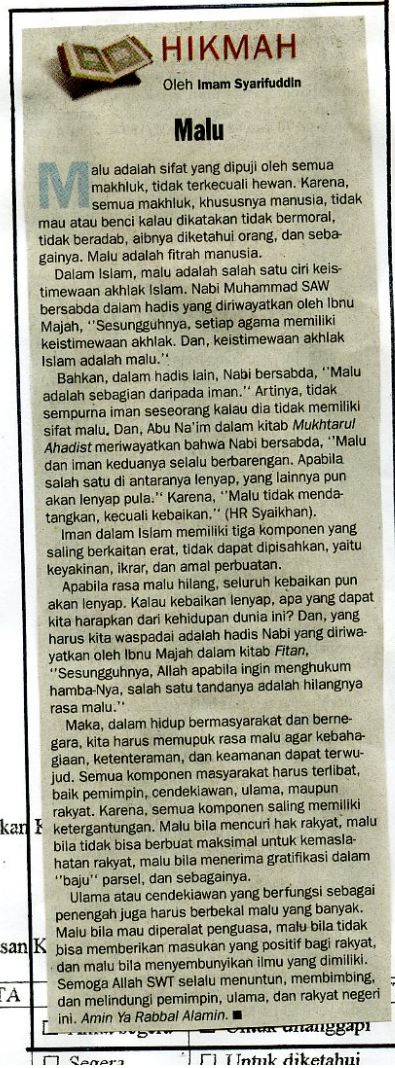 HIKMAH
Oleh Imam Syarifuddin
Malu
Malu adalah sifat yang dipuji oleh semua
makhluk, tidak terkecuali hewan. Karena,
semua makhluk, khususnya manusia, tidak
mau atau benci kalau dikatakan tidak bermoral,
tidak beradab, aibnya diketahui orang, dan seba-
gainya. Malu adalah fitrah manusia.
Dalam Islam, malu adalah salah satu ciri keis-
timewaan akhlak Islam. Nabi Muhammad SAW
bersabda dalam hadis yang diriwayatkan oleh Ibnu
Majah, ''Sesungguhnya, setiap agama memiliki
keistimewaan akhlak. Dan, keistimewaan akhlak
Islam adalah malu.''
Bahkan, dalam hadis lain, Nabi bersabda, ''Malu
adalah sebagian daripada iman.'' Artinya, tidak
sempurna iman seseorang kalau dia tidak memiliki
sifat malu. Dan, Abu Na'im dalam kitab Mukhtarul
Ahadist meriwayatkan bahwa Nabi bersabda, ''Malu
dan iman keduanya selalu berbarengan. Apabila
salah satu di antaranya lenyap, yang lainnya pun
akan lenyap pula.'' Karena, ''Malu tidak menda-
tangkan, kecuali kebaikan.'' (HR Syaikhan).
Iman dalam Islam memiliki tiga komponen yang
saling berkaitan erat, tidak dapat dipisahkan, yaitu
keyakinan, ikrar, dan amal perbuatan.
Apabila rasa malu hilang, seluruh kebaikan pun
akan lenyap. Kalau kebaikan lenyap, apa yang dapat
kita harapkan dari kehidupan dunia ini? Dan, yang
harus kita waspadai adalah hadis Nabi yang diriwa-
yatkan oleh Ibnu Majah dalam kitab Fitan,
''Sesungguhnya, Allah apabila ingin menghukum
hamba-Nya, salah satu tandanya adalah hilangnya
rasa malu.''
Maka, dalam hidup bermasyarakat dan berne-
gara, kita harus memupuk rasa malu agar kebaha-
giaan, ketenteraman, dan keamanan dapat terwu-
jud. Semua komponen masyarakat harus terlibat,
baik pemimpin, cendekiawan, ulama, maupun
rakyat. Karena, semua komponen saling memiliki
kan K
ketergantungan. Malu bila mencuri hak rakyat, malu
bila tidak bisa berbuat maksimal untuk kemasla-
hatan rakyat, malu bila menerima gratifikasi dalam
''baju'' parsel, dan sebagainya.
Ulama atau cendekiawan yang berfungsi sebagai
penengah juga harus berbekal malu yang banyak.
Malu bila mau diperalat penguasa, malu bila tidak
san K
bisa memberikan masukan yang positif bagi rakyat,
dan malu bila menyembunyikan ilmu yang dimiliki.
Semoga Allah SWT selalu menuntun, membimbing,
TA
dan melindungi pemimpin, ulama, dan rakyat negeri
ini. Amin Ya Rabbal Alamin. ■
segera Untuk ditanggapi
Segera Untuk diketahui